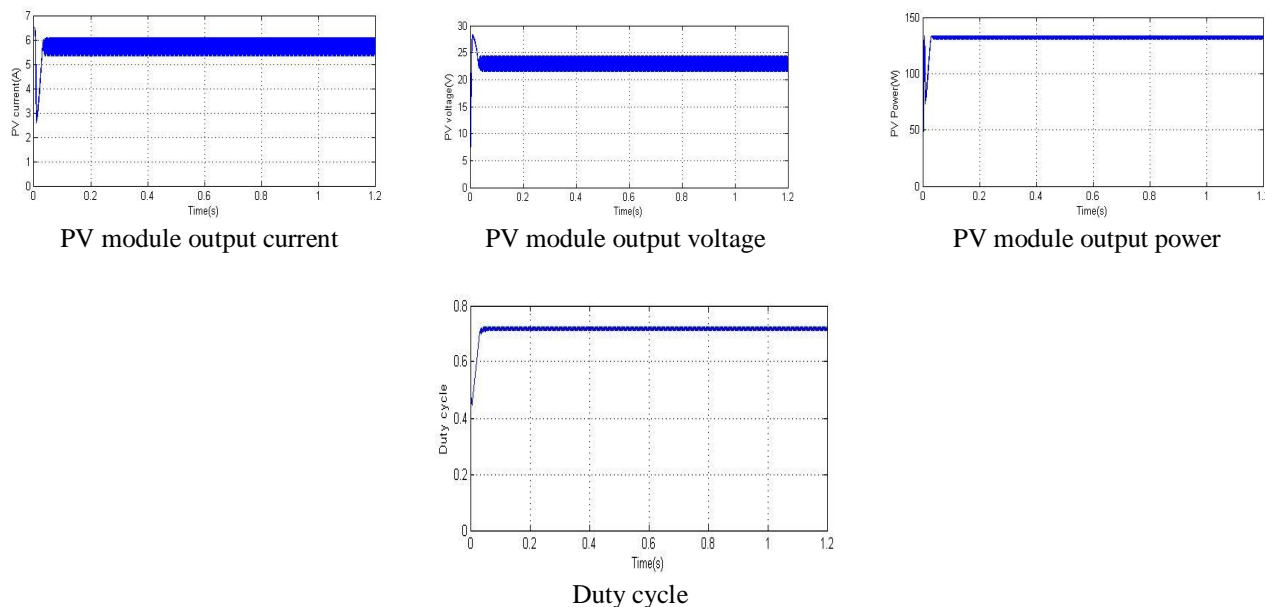 7
6
5
4
3
2
1
0
PV current(A)
0 0.2 0.4 0.6 0.8 1 1.2
Time(s)
PV module output current
30
25
20
15
10
5
0
PV voltage(V)
0 0.2 0.4 0.6 0.8 1 1.2
Time(s)
PV module output voltage
150
100
50
0
PV Power(W)
0 0.2 0.4 0.6 0.8 1 1.2
Time(s)
PV module output power
0.8
0.6
0.4
0.2
0
Duty cycle
0 0.2 0.4 0.6 0.8 1 1.2
Time(s)
Duty cycle